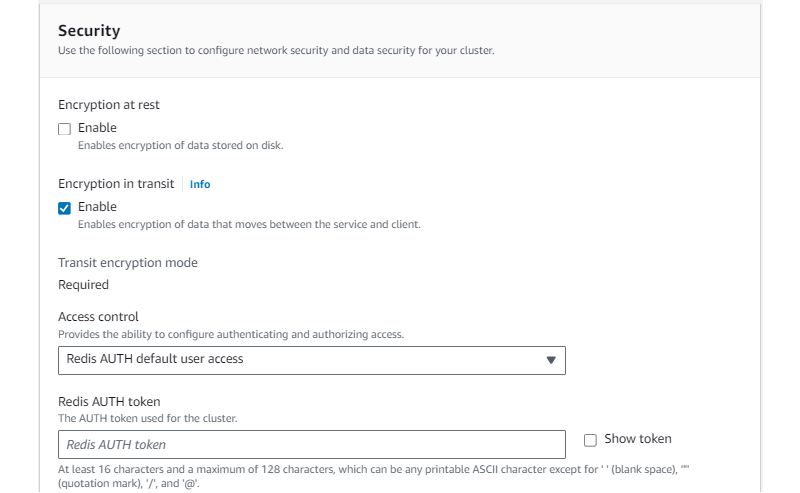 Security
Use the following section to configure network security and data security for your cluster.
Encryption at rest
Enable
Enables encryption of data stored on disk.
Encryption in transit Info
Enable
Enables encryption of data that moves between the service and client.
Transit encryption mode
Required
Access control
Provides the ability to configure authenticating and authorizing access.
Redis AUTH default user access
Redis AUTH token
The AUTH token used for the cluster.
Redis AUTH token
Show token
At least 16 characters and a maximum of 128 characters, which can be any printable ASCII character except for ' ' (blank space), '"'
(quotation mark), '/', and '@'.